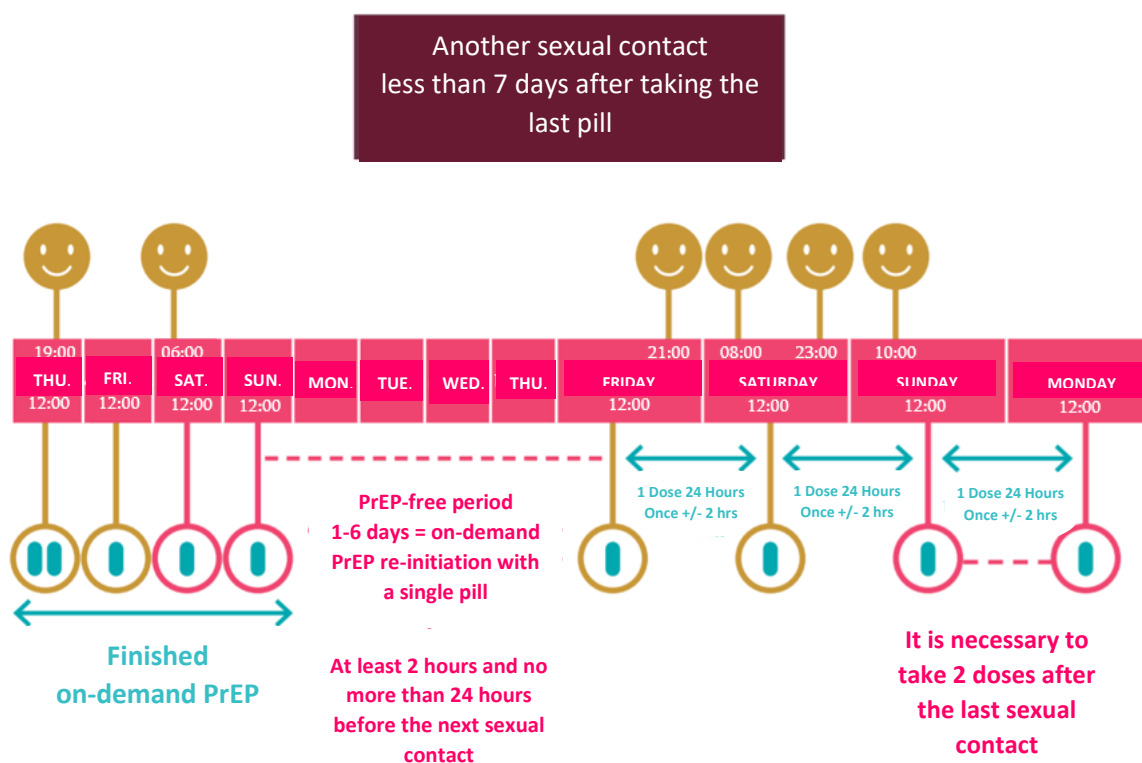 Another sexual contact
less than 7 days after taking the
last pill
19:00 06:00 21:00 08:00 23:00 10:00
THU. FRI. SAT. SUN. MON. TUE. WED. THU. FRIDAY SATURDAY SUNDAY MONDAY
12:00 12:00 12:00 12:00 12:00 12:00 12:00 12:00
1 Dose 24 Hours
Once +/- 2 hrs
1 Dose 24 Hours
Once +/- 2 hrs
1 Dose 24 Hours
Once +/- 2 hrs
PrEP-free period
1-6 days = on-demand
PrEP re-initiation with
a single pill
At least 2 hours and no
more than 24 hours
before the next sexual
contact
Finished
on-demand PrEP
It is necessary to
take 2 doses after
the last sexual
contact